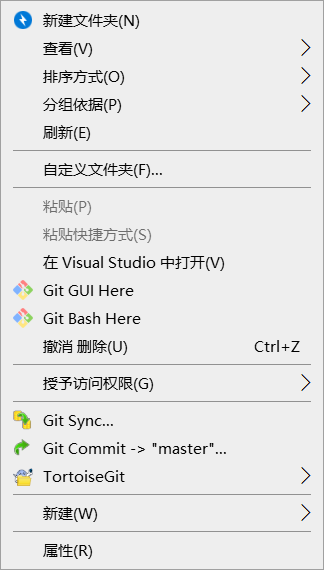 新建文件夹(N)
查看(V)
排序方式(O)
分组依据(P)
刷新(E)
自定义文件夹(F)...
粘贴(P)
粘贴快捷方式(S)
在 Visual Studio 中打开(V)
Git GUI Here
Git Bash Here
撤消 删除(U) Ctrl+Z
授予访问权限(G)
Git Sync...
Git Commit -> "master"...
TortoiseGit
新建(W)
属性(R)